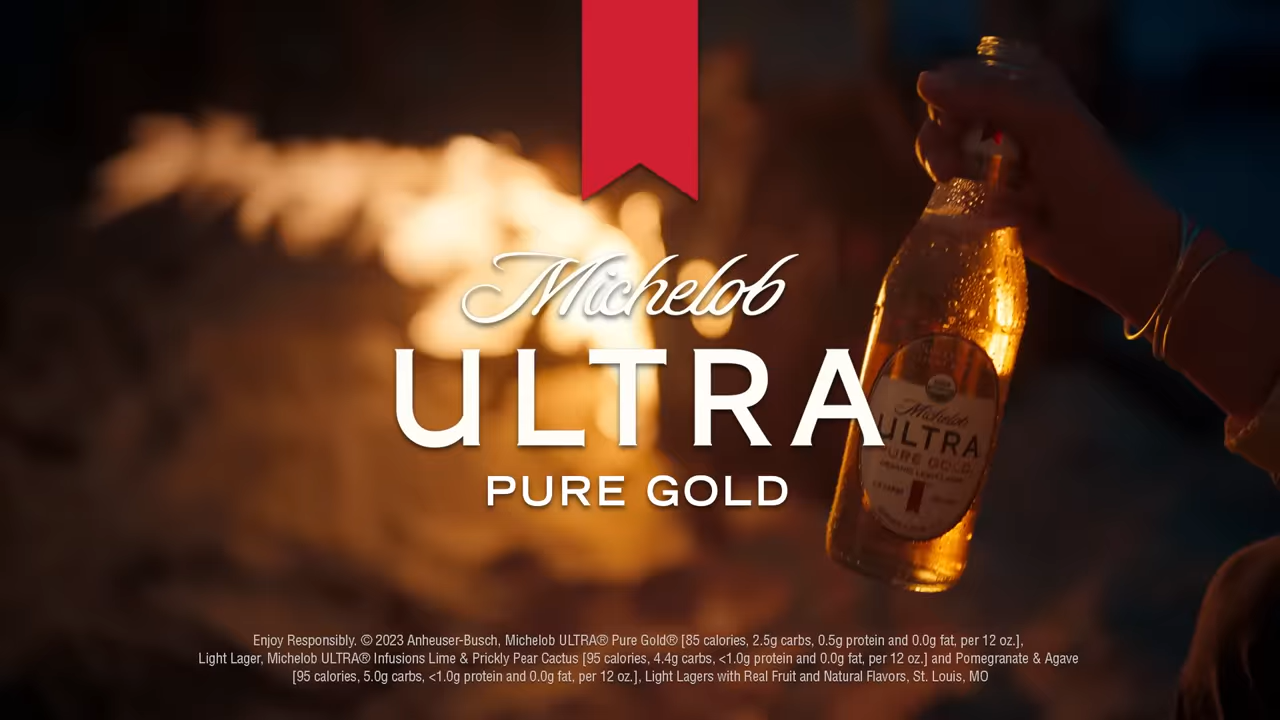 Michelob
ULTRA
PURE GOLD
Michelob
ULTRA
PURE GOLD
Enjoy Responsibly. © 2023 Anheuser-Busch, Michelob ULTRA® Pure Gold® [85 calories, 2.5g carbs, 0.5g protein and 0.0g fat, per 12 oz.],
Light Lager, Michelob ULTRA® Infusions Lime & Prickly Pear Cactus [95 calories, 4.4g carbs, <1.0g protein and 0.0g fat, per 12 oz.] and Pomegranate & Agave
[95 calories, 5.0g carbs, <1.0g protein and 0.0g fat, per 12 oz.], Light Lagers with Real Fruit and Natural Flavors, St. Louis, MO